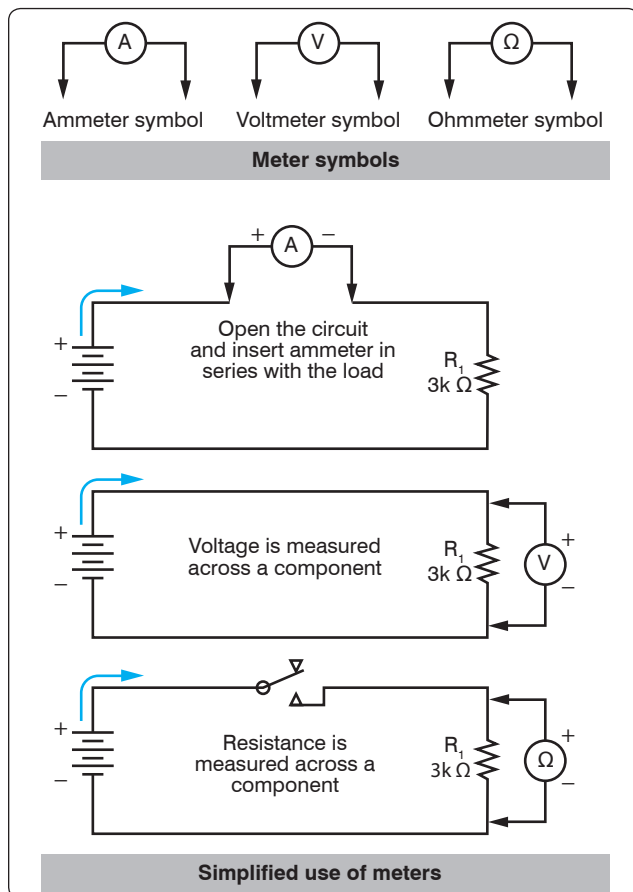 A V Ω
Ammeter symbol Voltmeter symbol Ohmmeter symbol
Meter symbols
+ A −
Open the circuit
and insert ammeter in
series with the load
+
−
R₁
3k Ω
Voltage is measured
across a component
+
−
R₁
3k Ω
+
V
−
Resistance is
measured across a
component
+
−
R₁
3k Ω
+
Ω
−
Simplified use of meters